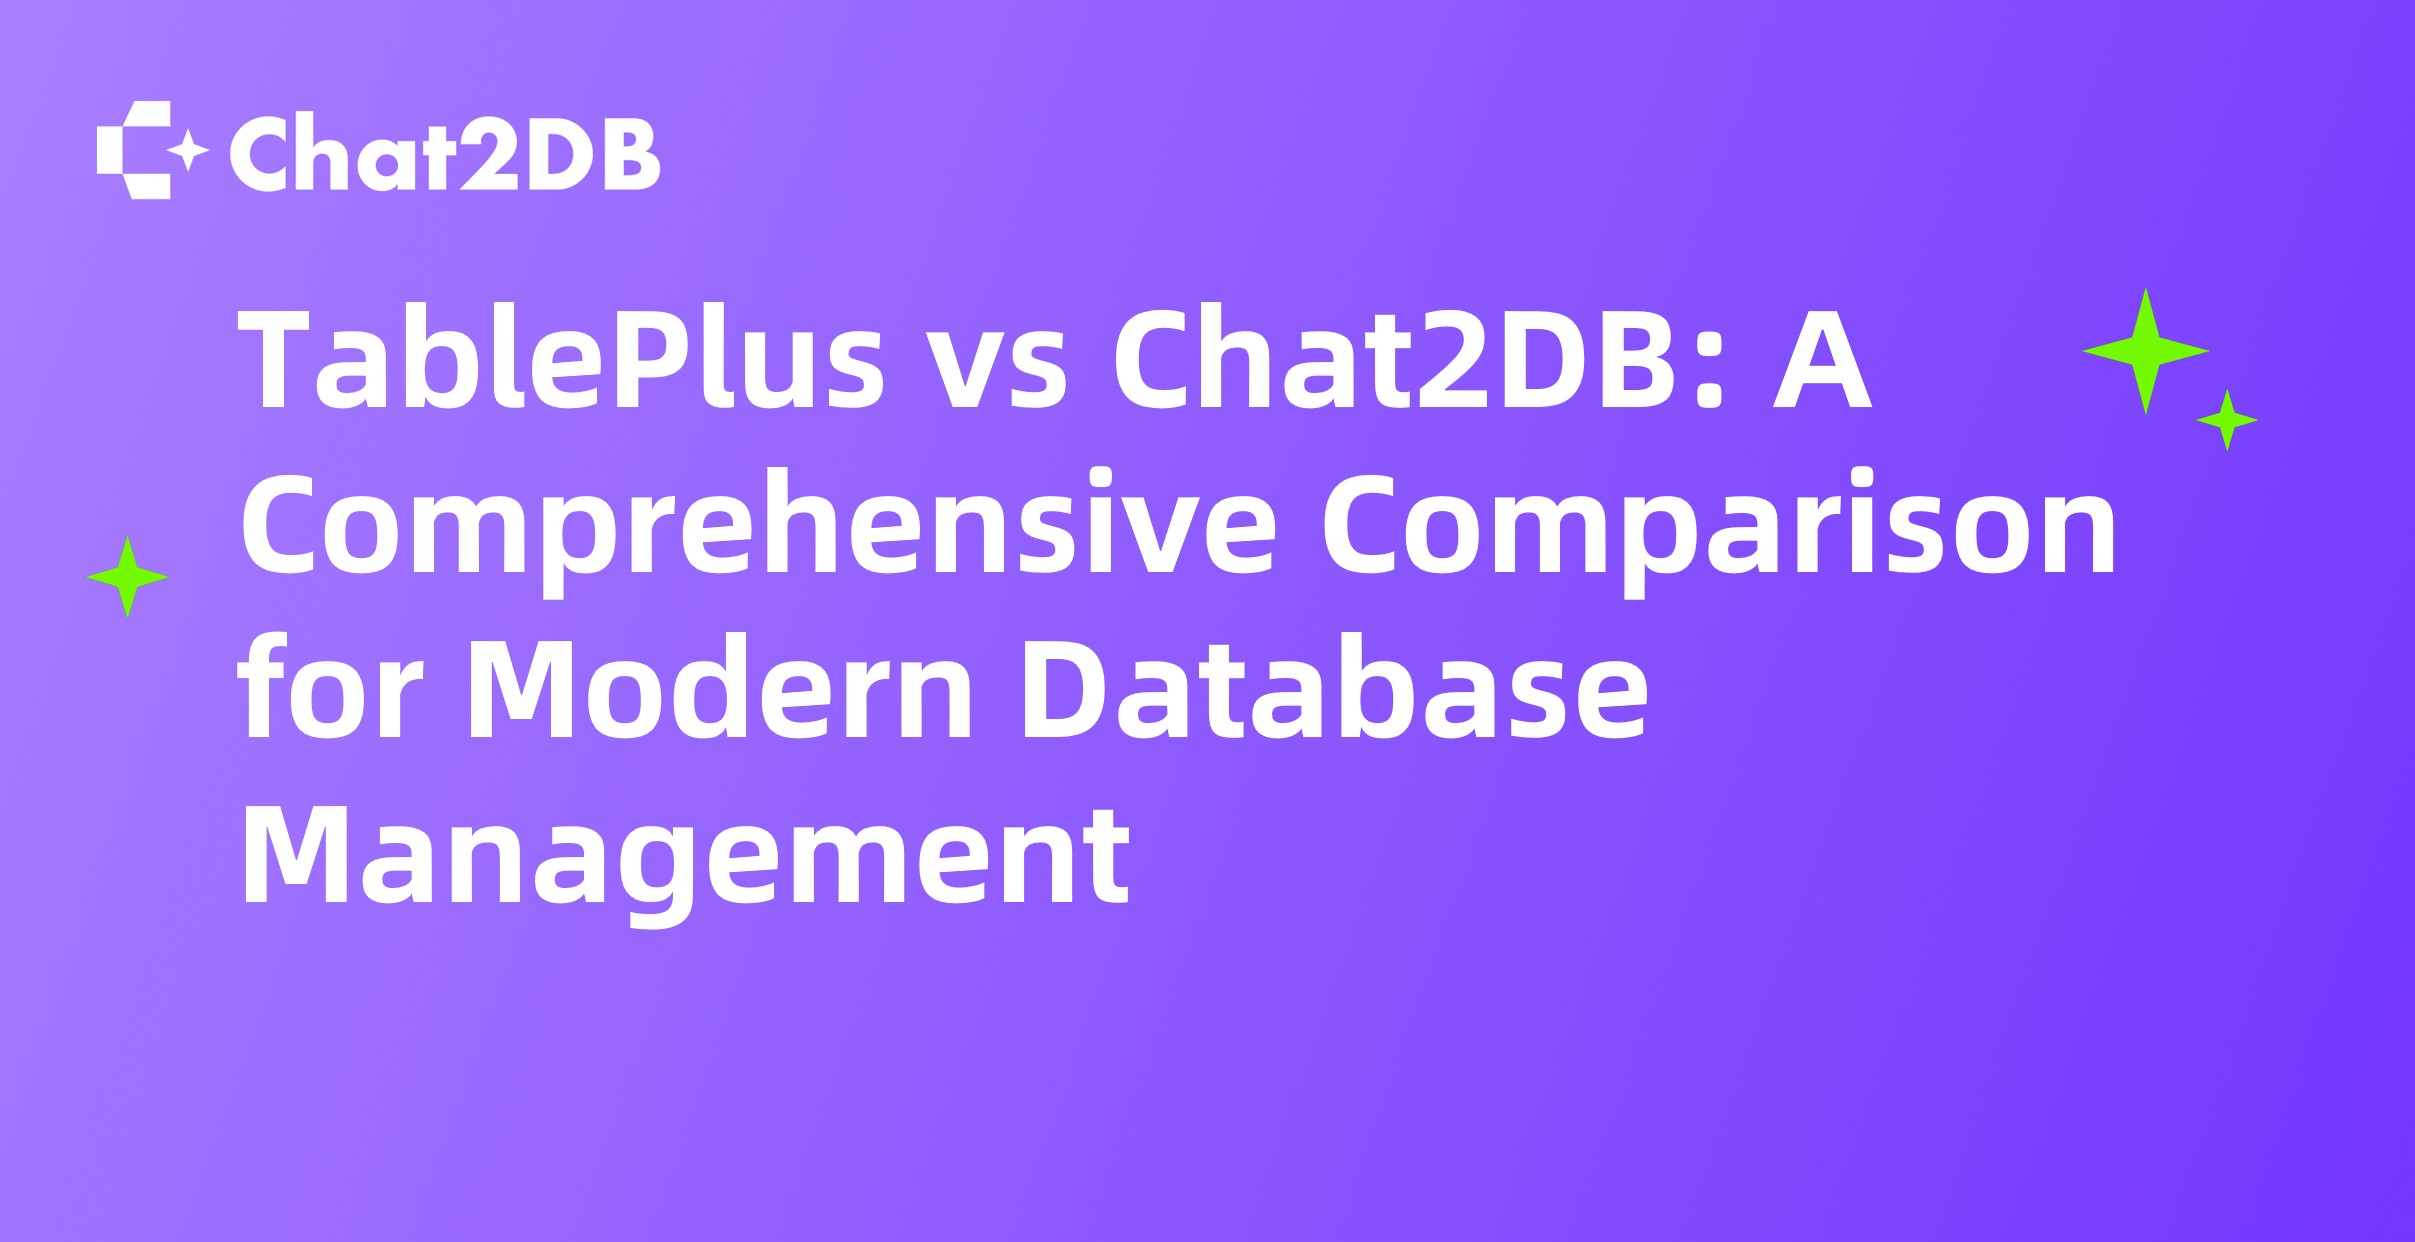 Chat2DB
TablePlus vs Chat2DB: A
Comprehensive Comparison
for Modern Database
Management